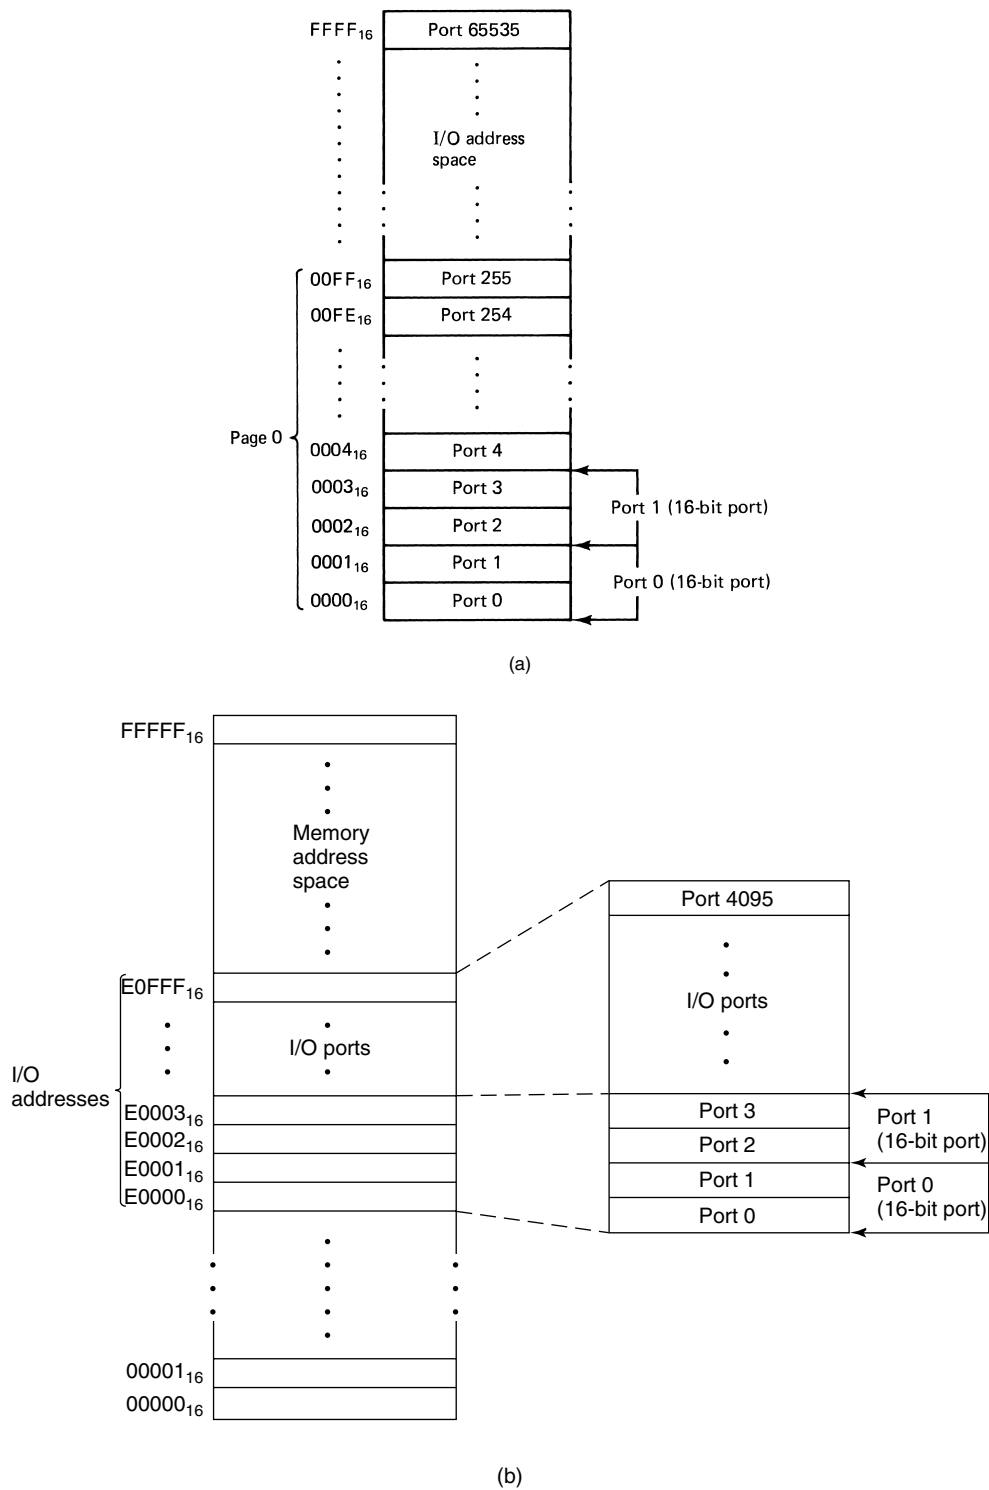 FFFF₁₆ Port 65535
I/O address
space
00FF₁₆ Port 255
00FE₁₆ Port 254
Page 0
0004₁₆ Port 4
0003₁₆ Port 3
Port 1 (16-bit port)
0002₁₆ Port 2
0001₁₆ Port 1
Port 0 (16-bit port)
0000₁₆ Port 0
(a)
FFFFF₁₆
Memory
address
space
E0FFF₁₆
I/O ports
I/O
addresses
E0003₁₆
E0002₁₆
E0001₁₆
E0000₁₆
00001₁₆
00000₁₆
Port 4095
I/O ports
Port 3
Port 2
Port 1
Port 0
Port 1
(16-bit port)
Port 0
(16-bit port)
(b)